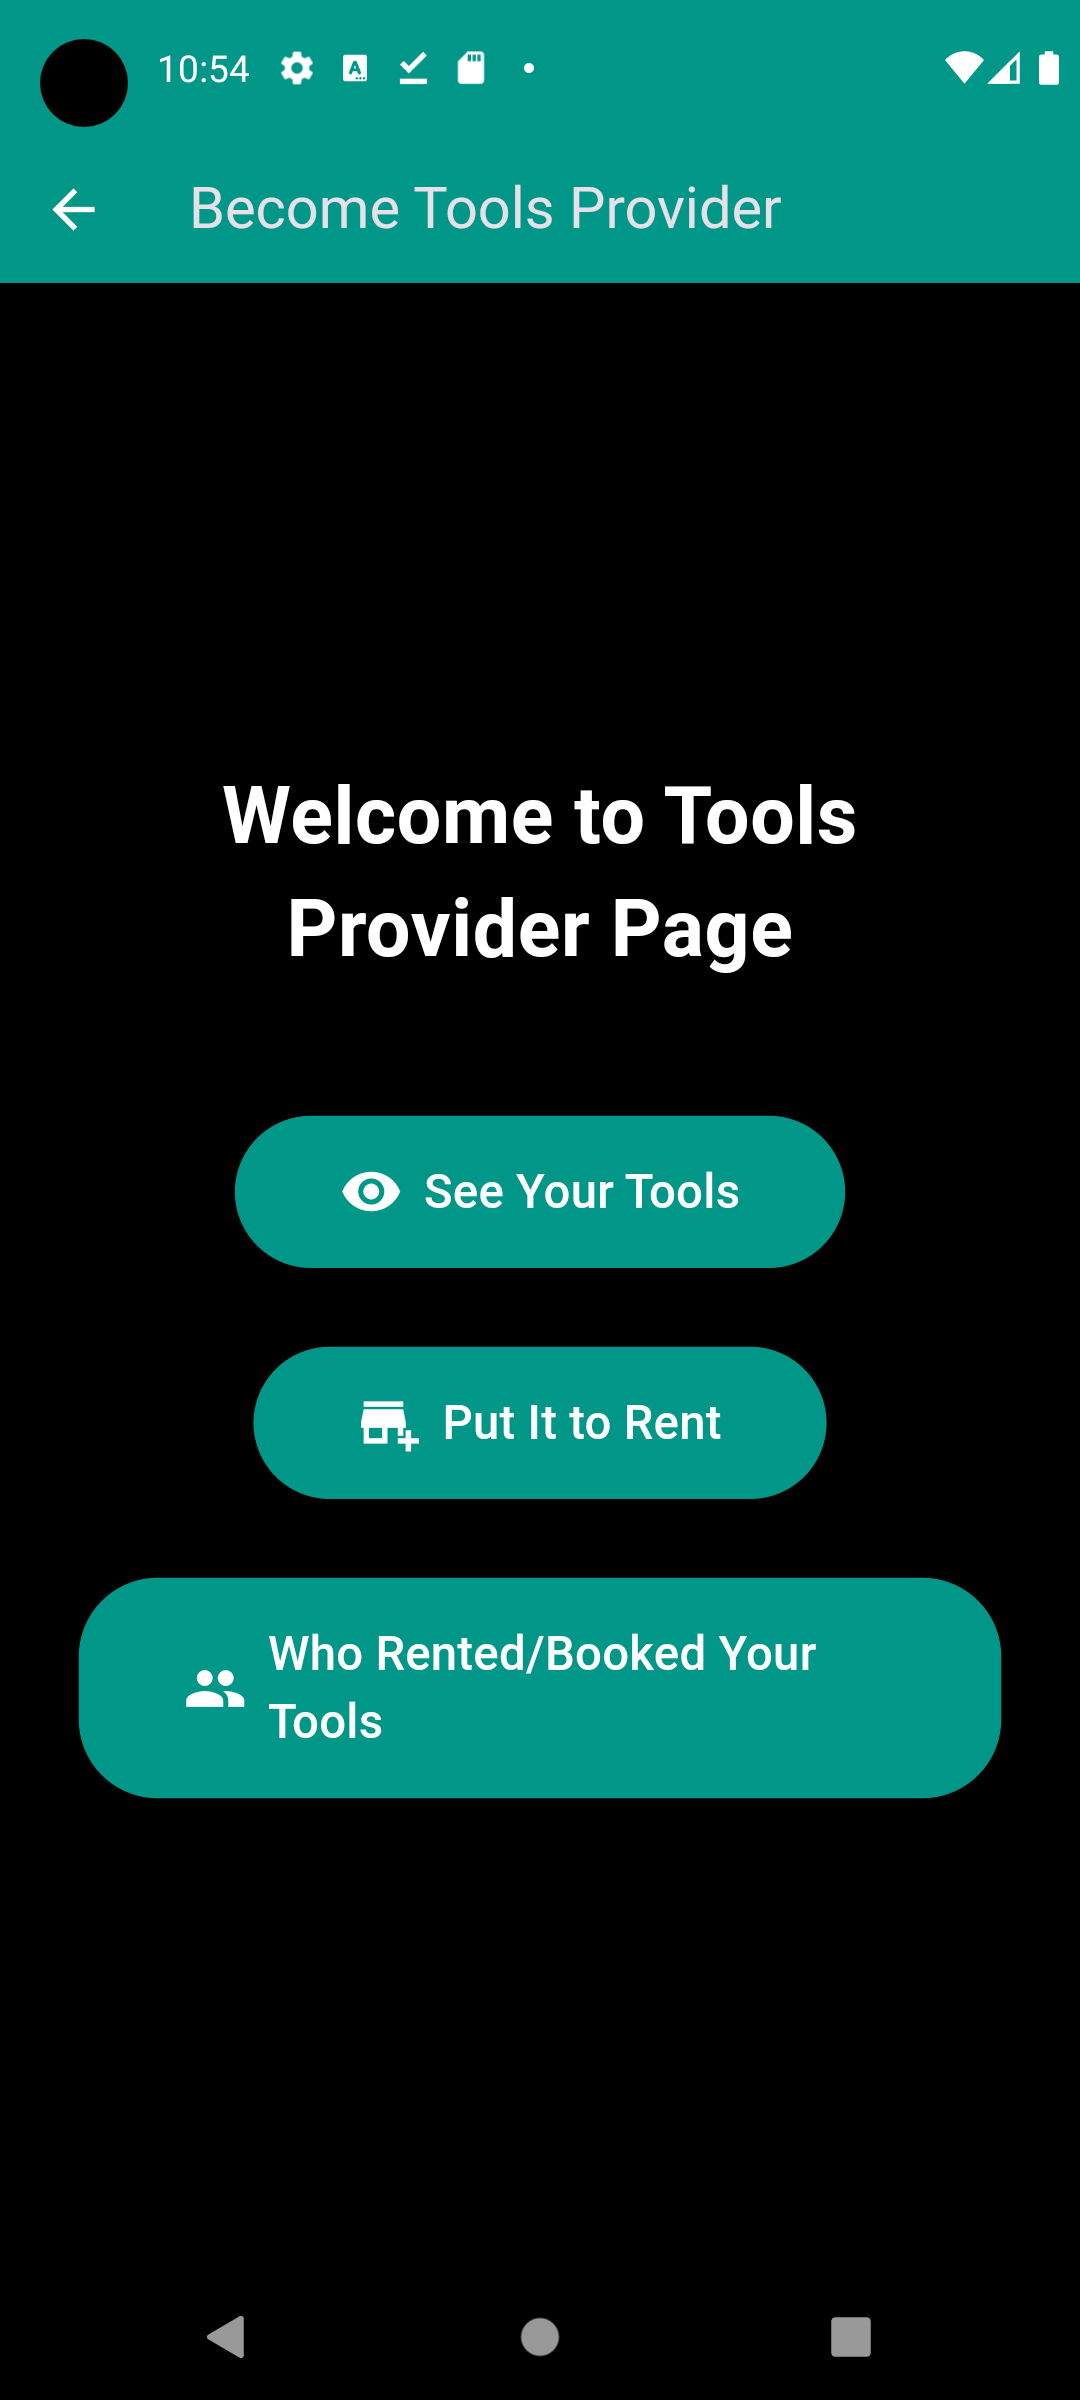 10:54
Become Tools Provider
Welcome to Tools
Provider Page
See Your Tools
Put It to Rent
Who Rented/Booked Your
Tools